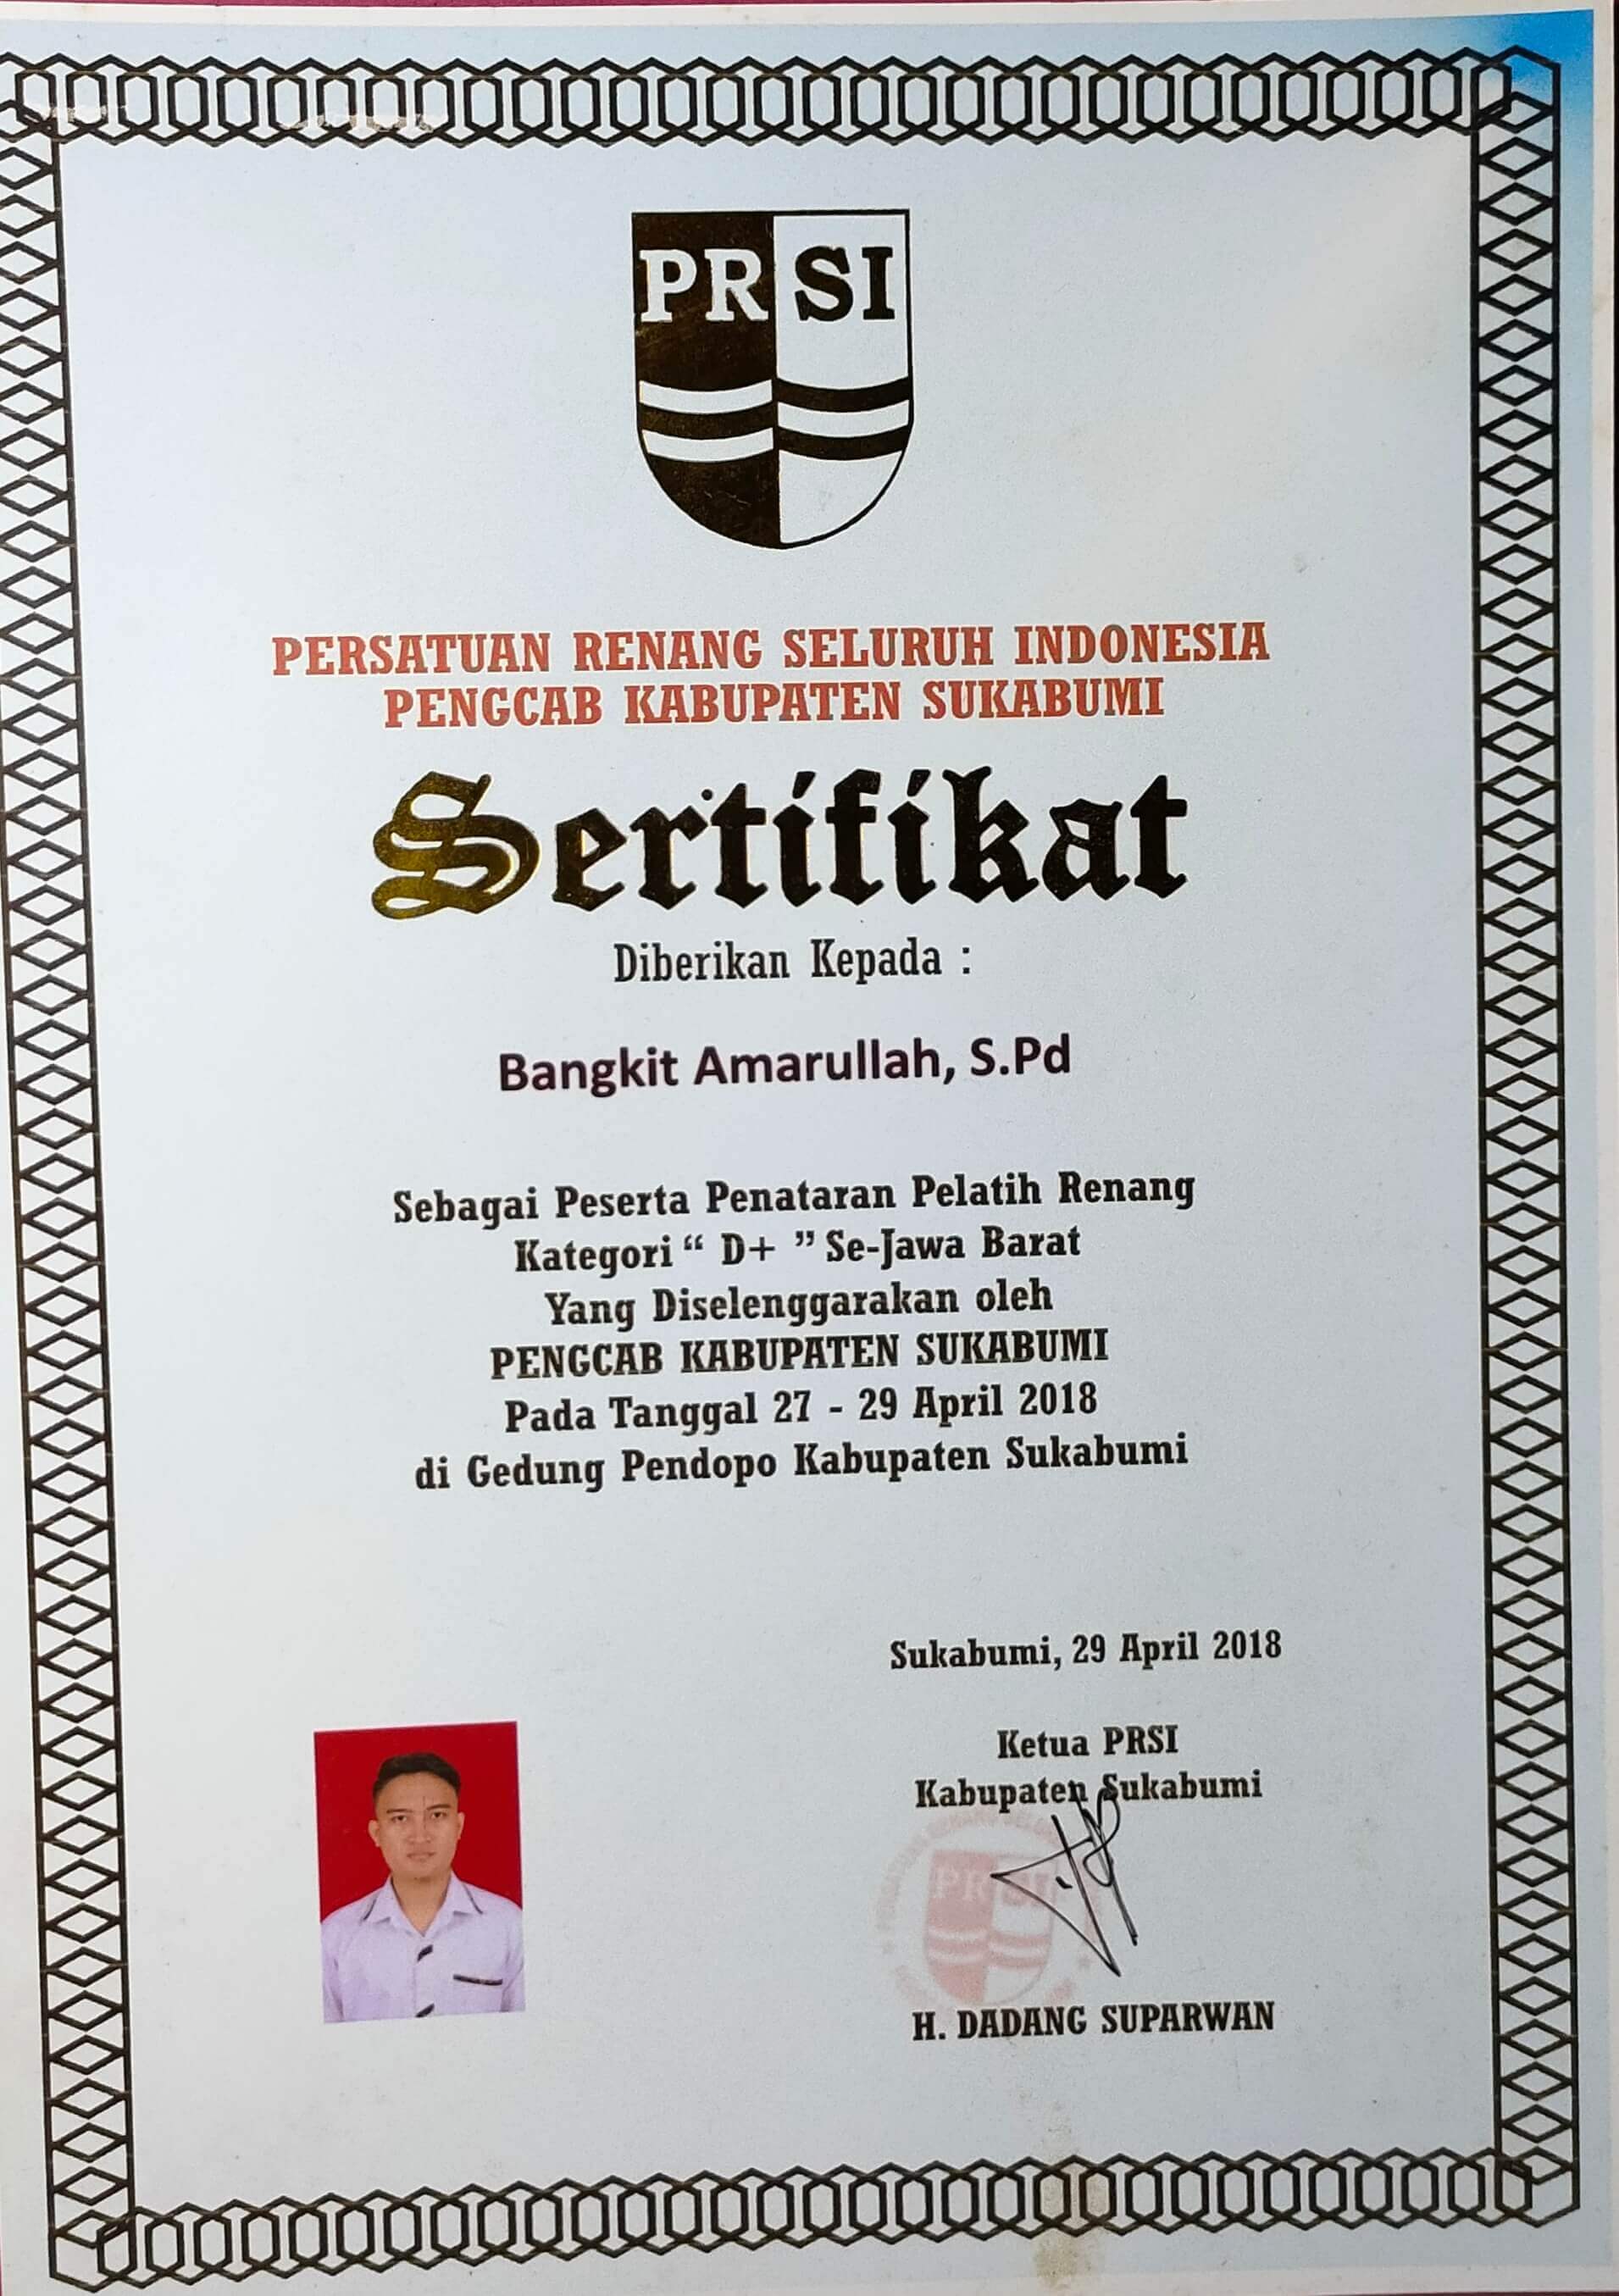 PRSI
PERSATUAN RENANG SELURUH INDONESIA
PENGCAB KABUPATEN SUKABUMI
Sertifikat
Diberikan Kepada :
Bangkit Amarullah, S.Pd
Sebagai Peserta Penataran Pelatih Renang
Kategori “ D+ ” Se-Jawa Barat
Yang Diselenggarakan oleh
PENGCAB KABUPATEN SUKABUMI
Pada Tanggal 27 - 29 April 2018
di Gedung Pendopo Kabupaten Sukabumi
Sukabumi, 29 April 2018
Ketua PRSI
Kabupaten Sukabumi
PRSI
H. DADANG SUPARWAN